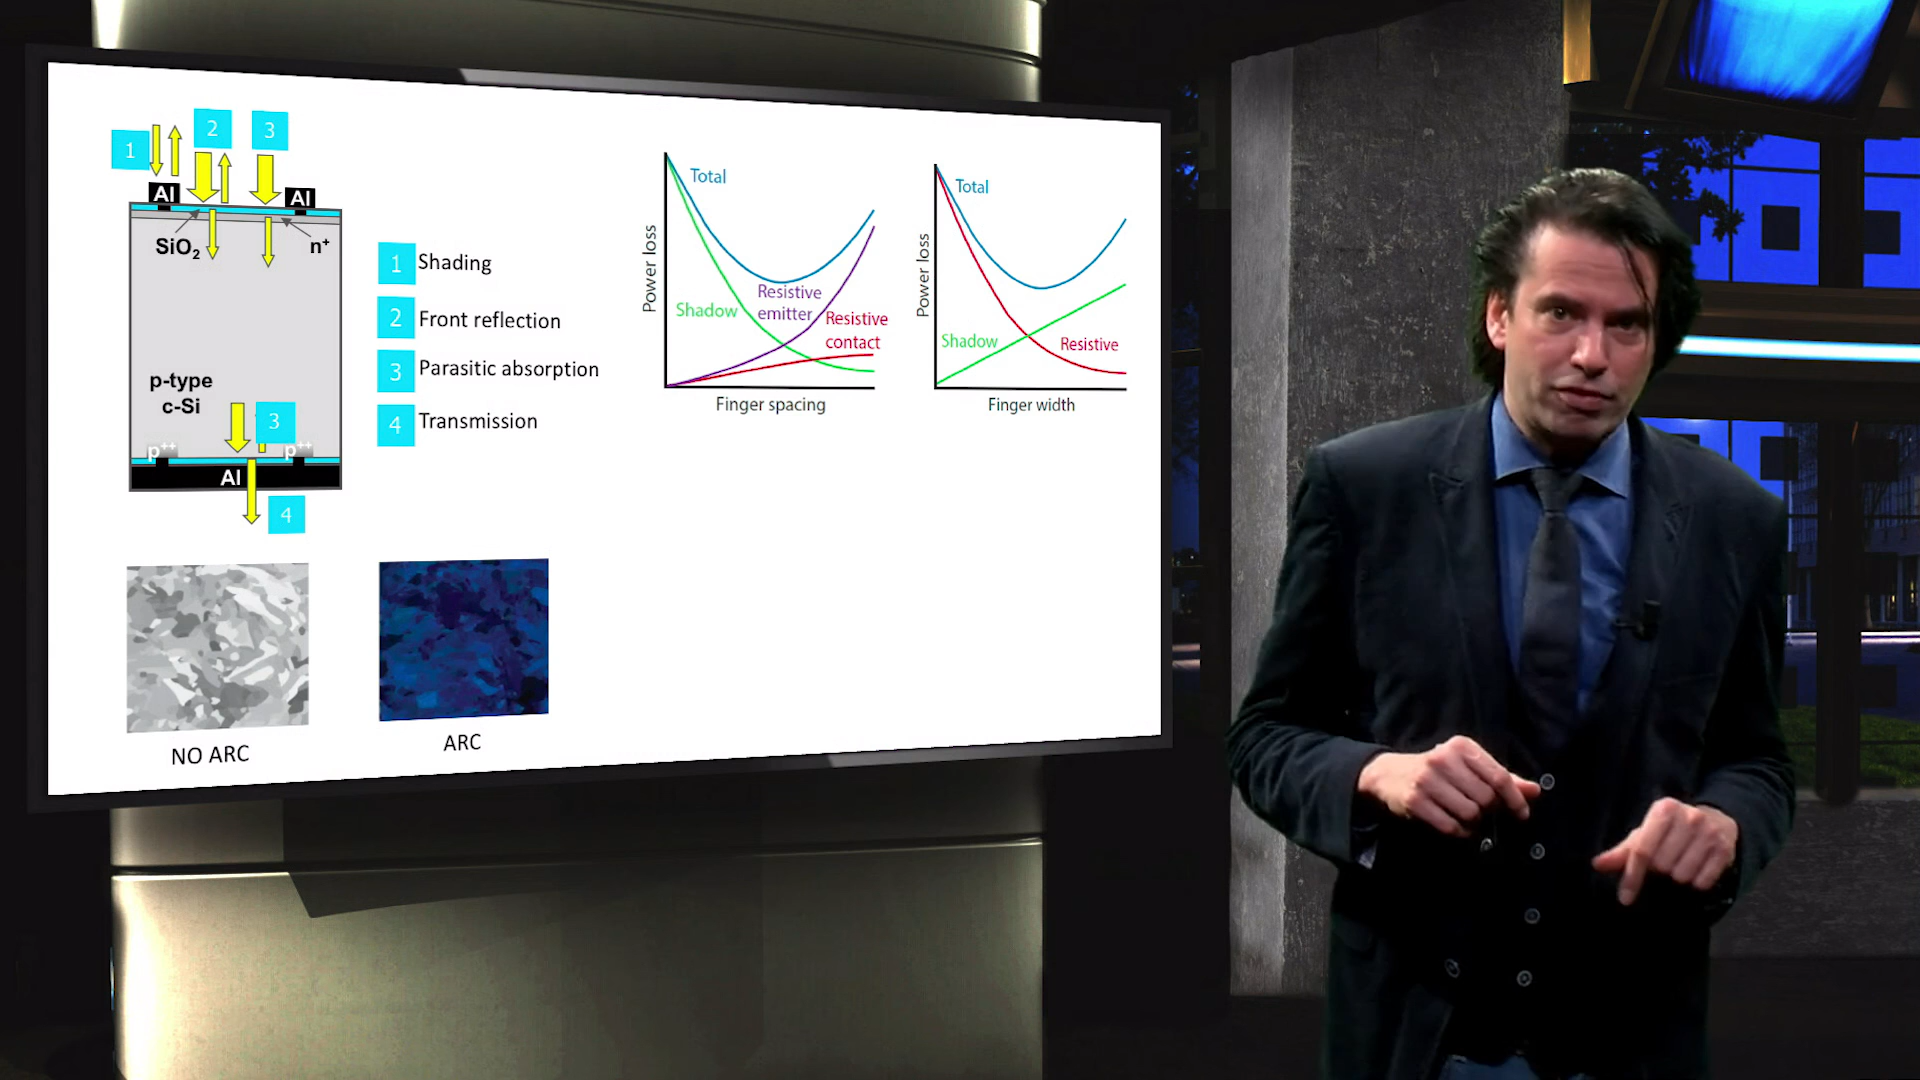 1
2
3
Al
Al
SiO₂
n⁺
p-type
c-Si
3
p⁺⁺
p⁺⁺
Al
4
1 Shading
2 Front reflection
3 Parasitic absorption
4 Transmission
NO ARC
ARC
Power loss
Total
Shadow
Resistive
emitter
Resistive
contact
Finger spacing
Power loss
Total
Shadow
Resistive
Finger width